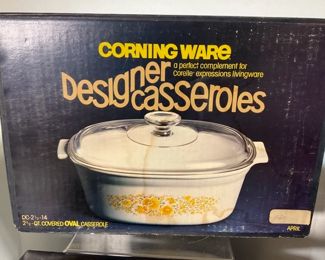 CORNING WARE
a perfect complement for
Corelle® expressions livingware
Designer
casseroles
DC-2½-14
2½-QT. COVERED OVAL CASSEROLE
APRIL